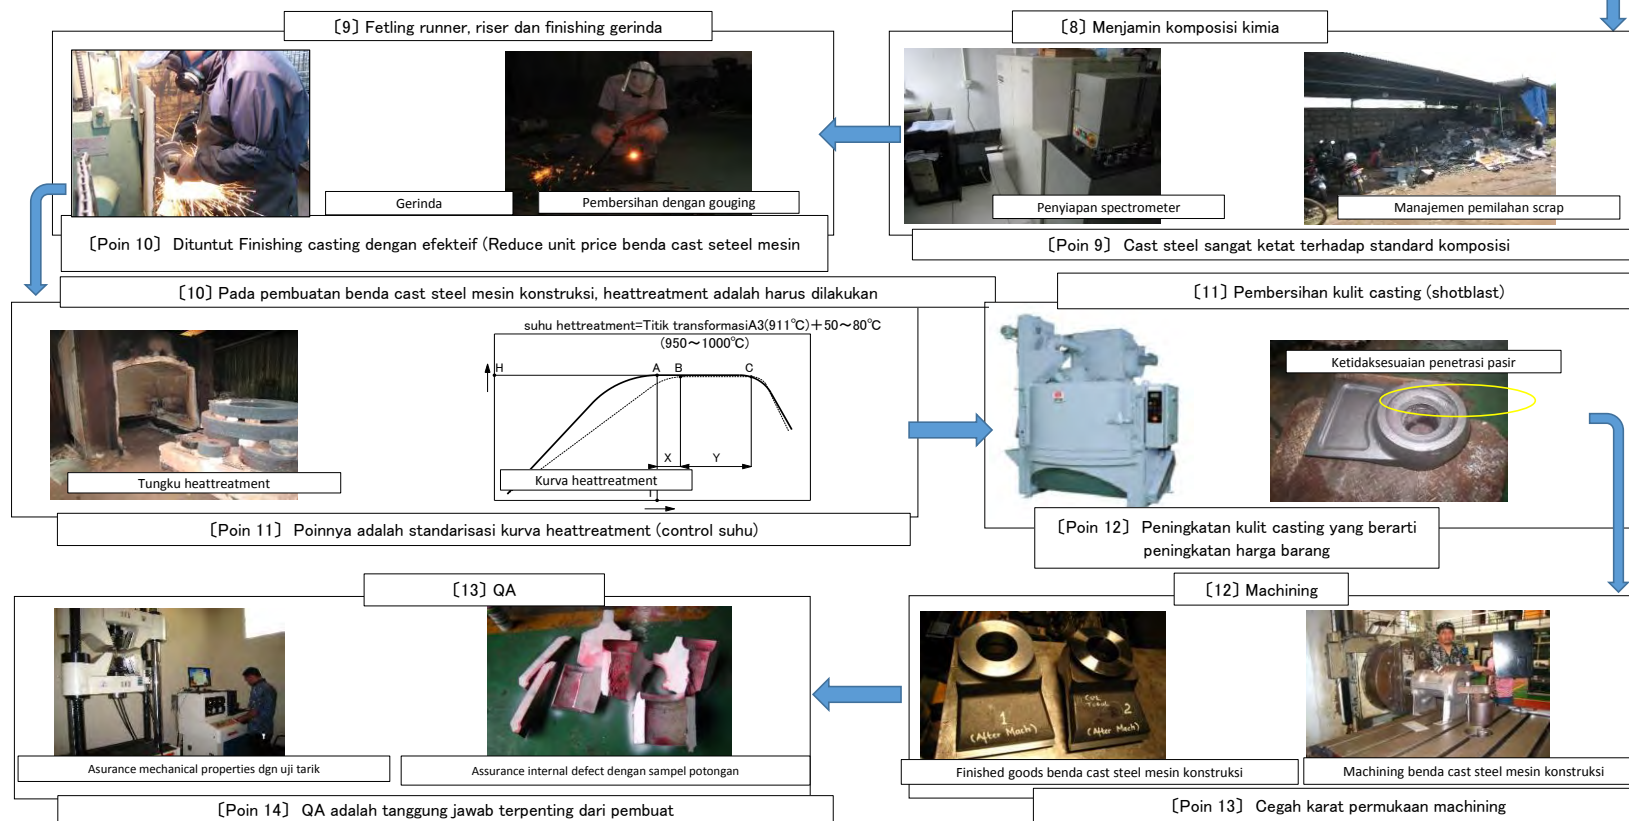 [9] Fetling runner, riser dan finishing gerinda
Gerinda
Pembersihan dengan gouging
[Poin 10] Dituntut Finishing casting dengan efekteif (Reduce unit price benda cast seteel mesin
[8] Menjamin komposisi kimia
Penyiapan spectrometer
Manajemen pemilahan scrap
[Poin 9] Cast steel sangat ketat terhadap standard komposisi
[10] Pada pembuatan benda cast steel mesin konstruksi, heattreatment adalah harus dilakukan
suhu hettreatment=Titik transformasiA3(911℃)+50～80℃
(950～1000℃)
H
A
B
C
X
Y
T
Tungku heattreatment
Kurva heattreatment
[Poin 11] Poinnya adalah standarisasi kurva heattreatment (control suhu)
[11] Pembersihan kulit casting (shotblast)
Ketidaksesuaian penetrasi pasir
[Poin 12] Peningkatan kulit casting yang berarti
peningkatan harga barang
[13] QA
Asurance mechanical properties dgn uji tarik
Assurance internal defect dengan sampel potongan
[Poin 14] QA adalah tanggung jawab terpenting dari pembuat
[12] Machining
1
(After Mach)
2
(After Mach)
Finished goods benda cast steel mesin konstruksi
Machining benda cast steel mesin konstruksi
[Poin 13] Cegah karat permukaan machining